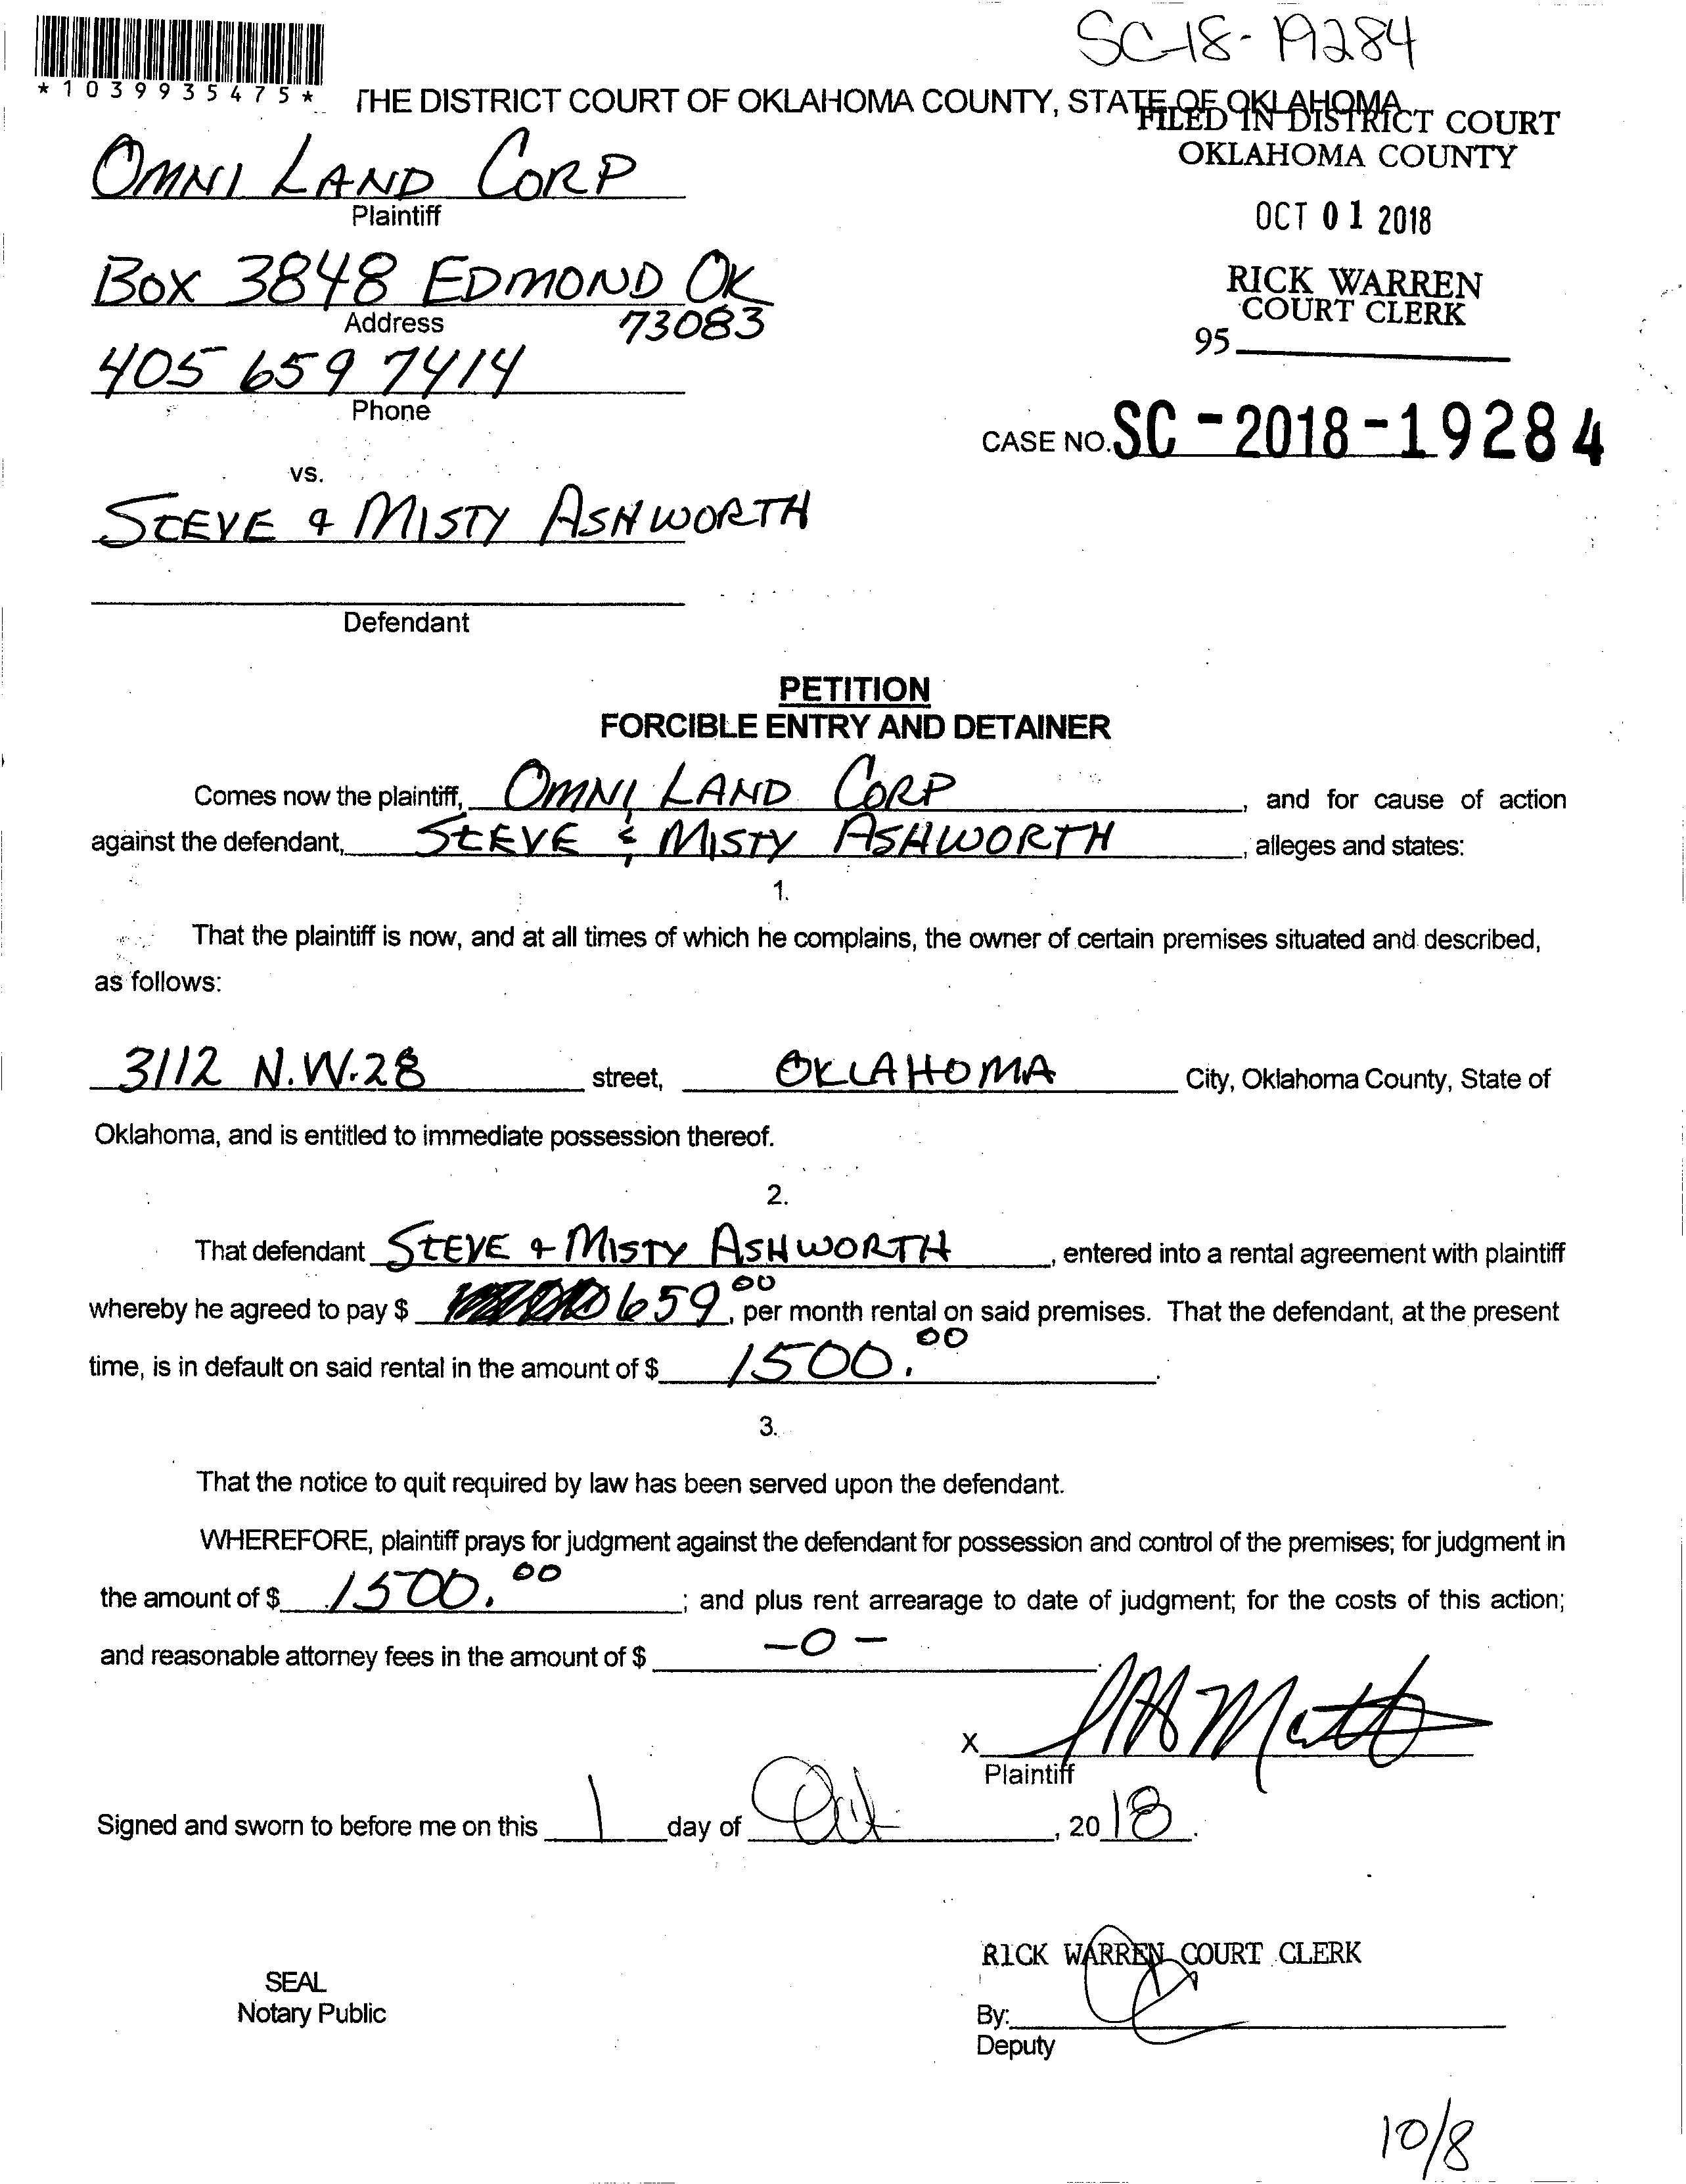 SC-18-19284
*1039935475*
THE DISTRICT COURT OF OKLAHOMA COUNTY, STATE OF OKLAHOMA
FILED IN DISTRICT COURT
OKLAHOMA COUNTY
OMNI LAND CORP
Plaintiff
OCT 01 2018
BOX 3848 EDMOND OK
73083
Address
RICK WARREN
COURT CLERK
95
405 659 7414
Phone
CASE NO. SC-2018-19284
vs.
STEVE & MISTY ASHWORTH
Defendant
PETITION
FORCIBLE ENTRY AND DETAINER
Comes now the plaintiff, OMNI LAND CORP, and for cause of action
against the defendant, STEVE & MISTY ASHWORTH, alleges and states:
1.
That the plaintiff is now, and at all times of which he complains, the owner of certain premises situated and described,
as follows:
3112 N.W. 28 street, OKLAHOMA City, Oklahoma County, State of
Oklahoma, and is entitled to immediate possession thereof.
2.
That defendant STEVE & MISTY ASHWORTH, entered into a rental agreement with plaintiff
whereby he agreed to pay $ 659.00, per month rental on said premises. That the defendant, at the present
time, is in default on said rental in the amount of $ 1500.00.
3.
That the notice to quit required by law has been served upon the defendant.
WHEREFORE, plaintiff prays for judgment against the defendant for possession and control of the premises; for judgment in
the amount of $ 1500.00; and plus rent arrearage to date of judgment; for the costs of this action;
and reasonable attorney fees in the amount of $ -0-.
X
Plaintiff
Signed and sworn to before me on this 1 day of Oct, 2018.
RICK WARREN COURT CLERK
SEAL
Notary Public
By:
Deputy
10/8